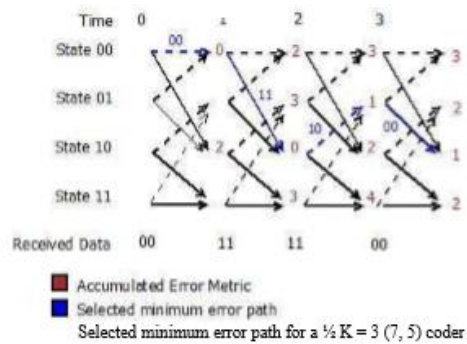 Time 0 1 2 3
State 00 00 0 2 3 3
State 01 11 3 1 2
State 10 2 0 10 2 00 1
State 11 3 4 2
Received Data 00 11 11 00
Accumulated Error Metric
Selected minimum error path
Selected minimum error path for a ½ K = 3 (7, 5) coder